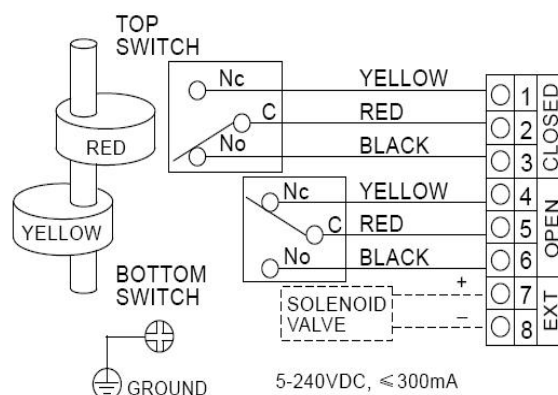 TOP
SWITCH
RED
YELLOW
BOTTOM
SWITCH
GROUND
Nc
C
No
YELLOW
RED
BLACK
1
2
3
CLOSED
Nc
C
No
YELLOW
RED
BLACK
4
5
6
OPEN
SOLENOID
VALVE
+
–
7
8
EXT
5-240VDC, ⩽300mA